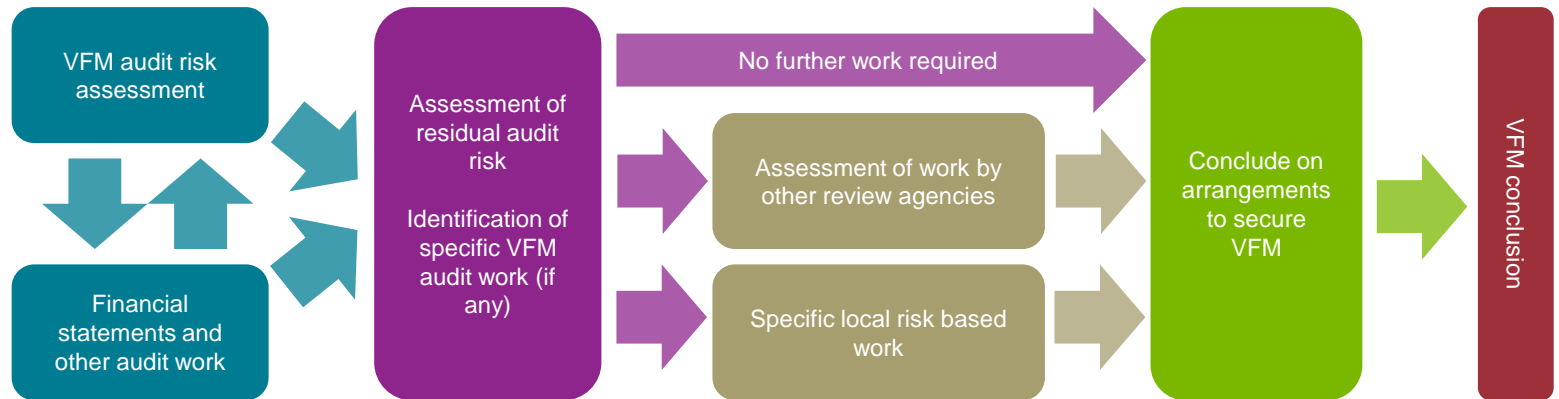 VFM audit risk
assessment
Financial
statements and
other audit work
Assessment of
residual audit
risk
Identification of
specific VFM
audit work (if
any)
No further work required
Assessment of work by
other review agencies
Specific local risk based
work
Conclude on
arrangements
to secure
VFM
VFM conclusion